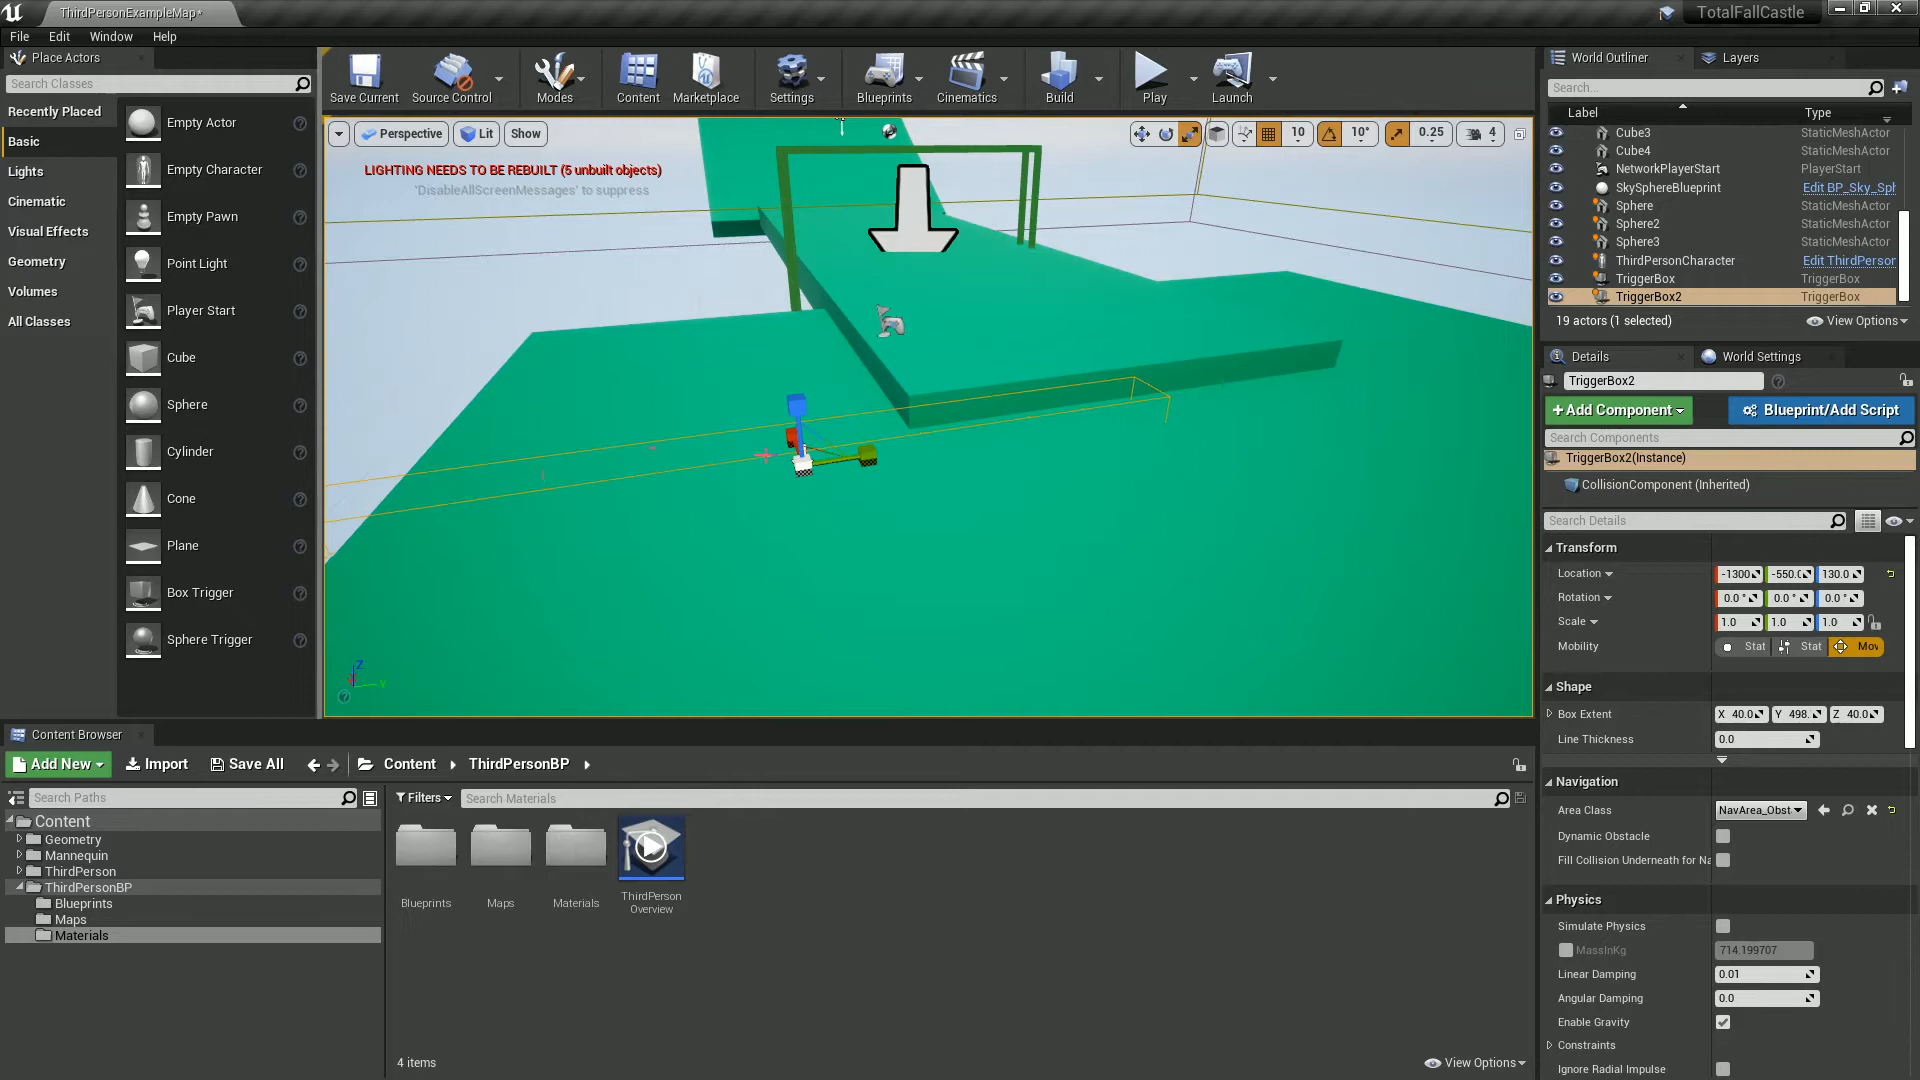 ThirdPersonExampleMap*
TotalFallCastle
File Edit Window Help
Place Actors
Search Classes
Recently Placed
Basic
Lights
Cinematic
Visual Effects
Geometry
Volumes
All Classes
Empty Actor
Empty Character
Empty Pawn
Point Light
Player Start
Cube
Sphere
Cylinder
Cone
Plane
Box Trigger
Sphere Trigger
Save Current Source Control Modes Content Marketplace Settings Blueprints Cinematics Build Play Launch
Perspective Lit Show
10 10° 0.25 4
LIGHTING NEEDS TO BE REBUILT (5 unbuilt objects)
'DisableAllScreenMessages' to suppress
Z
Y
World Outliner Layers
Search...
Label Type
Cube3 StaticMeshActor
Cube4 StaticMeshActor
NetworkPlayerStart PlayerStart
SkySphereBlueprint Edit BP_Sky_Sph
Sphere StaticMeshActor
Sphere2 StaticMeshActor
Sphere3 StaticMeshActor
ThirdPersonCharacter Edit ThirdPerson
TriggerBox TriggerBox
TriggerBox2 TriggerBox
19 actors (1 selected) View Options
Details World Settings
TriggerBox2
+Add Component Blueprint/Add Script
Search Components
TriggerBox2(Instance)
CollisionComponent (Inherited)
Search Details
Transform
Location -1300 -550.0 130.0
Rotation 0.0 ° 0.0 ° 0.0 °
Scale 1.0 1.0 1.0
Mobility Stat Stat Mov
Shape
Box Extent X 40.0 Y 498. Z 40.0
Line Thickness 0.0
Navigation
Area Class NavArea_Obst
Dynamic Obstacle
Fill Collision Underneath for Na
Physics
Simulate Physics
MassInKg 714.199707
Linear Damping 0.01
Angular Damping 0.0
Enable Gravity
Constraints
Ignore Radial Impulse
Content Browser
Add New Import Save All Content ThirdPersonBP
Search Paths
Filters Search Materials
Content
Geometry
Mannequin
ThirdPerson
ThirdPersonBP
Blueprints
Maps
Materials
Blueprints Maps Materials ThirdPerson
Overview
4 items View Options